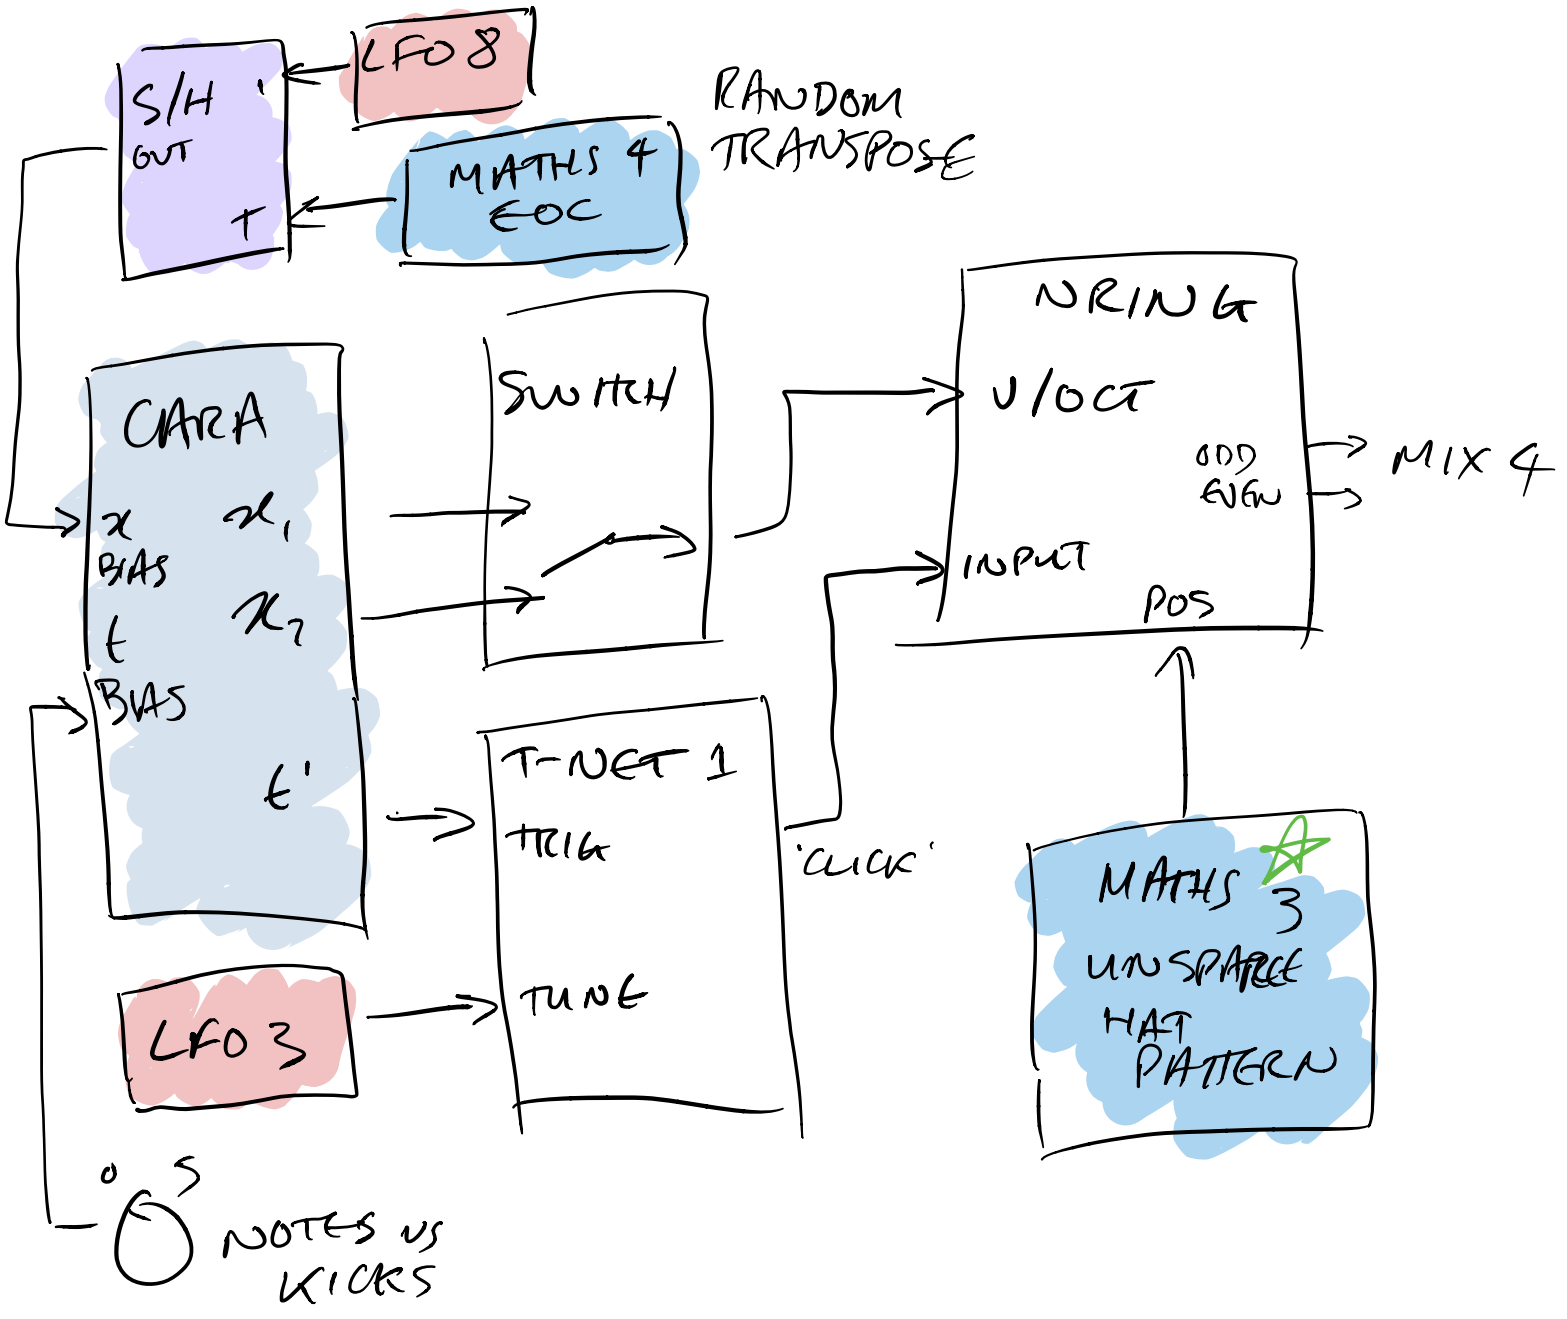 LFO 8
S/H '
OUT
T
MATHS 4
EOC
RANDOM
TRANSPOSE
CARA
x x1
BIAS
x2
t
BIAS
t'
SWITCH
NRING
V/OCT
ODD
EVEN
INPUT
POS
MIX 4
T-NET 1
TRIG
TUNE
'CLICK'
LFO 3
MATHS
3
UNSPARCE
HAT
PATTERN
0 5
NOTES VS
KICKS